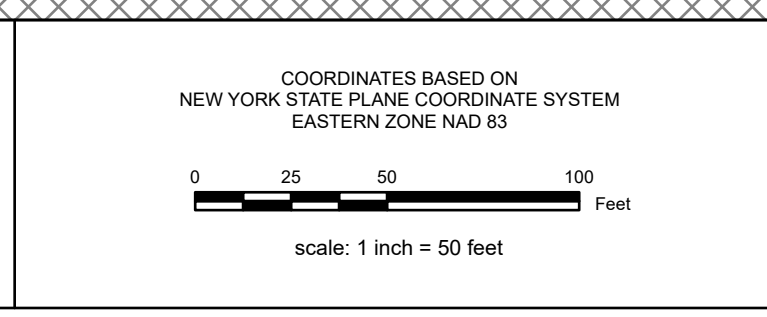 COORDINATES BASED ON
NEW YORK STATE PLANE COORDINATE SYSTEM
EASTERN ZONE NAD 83
0 25 50 100
Feet
scale: 1 inch = 50 feet